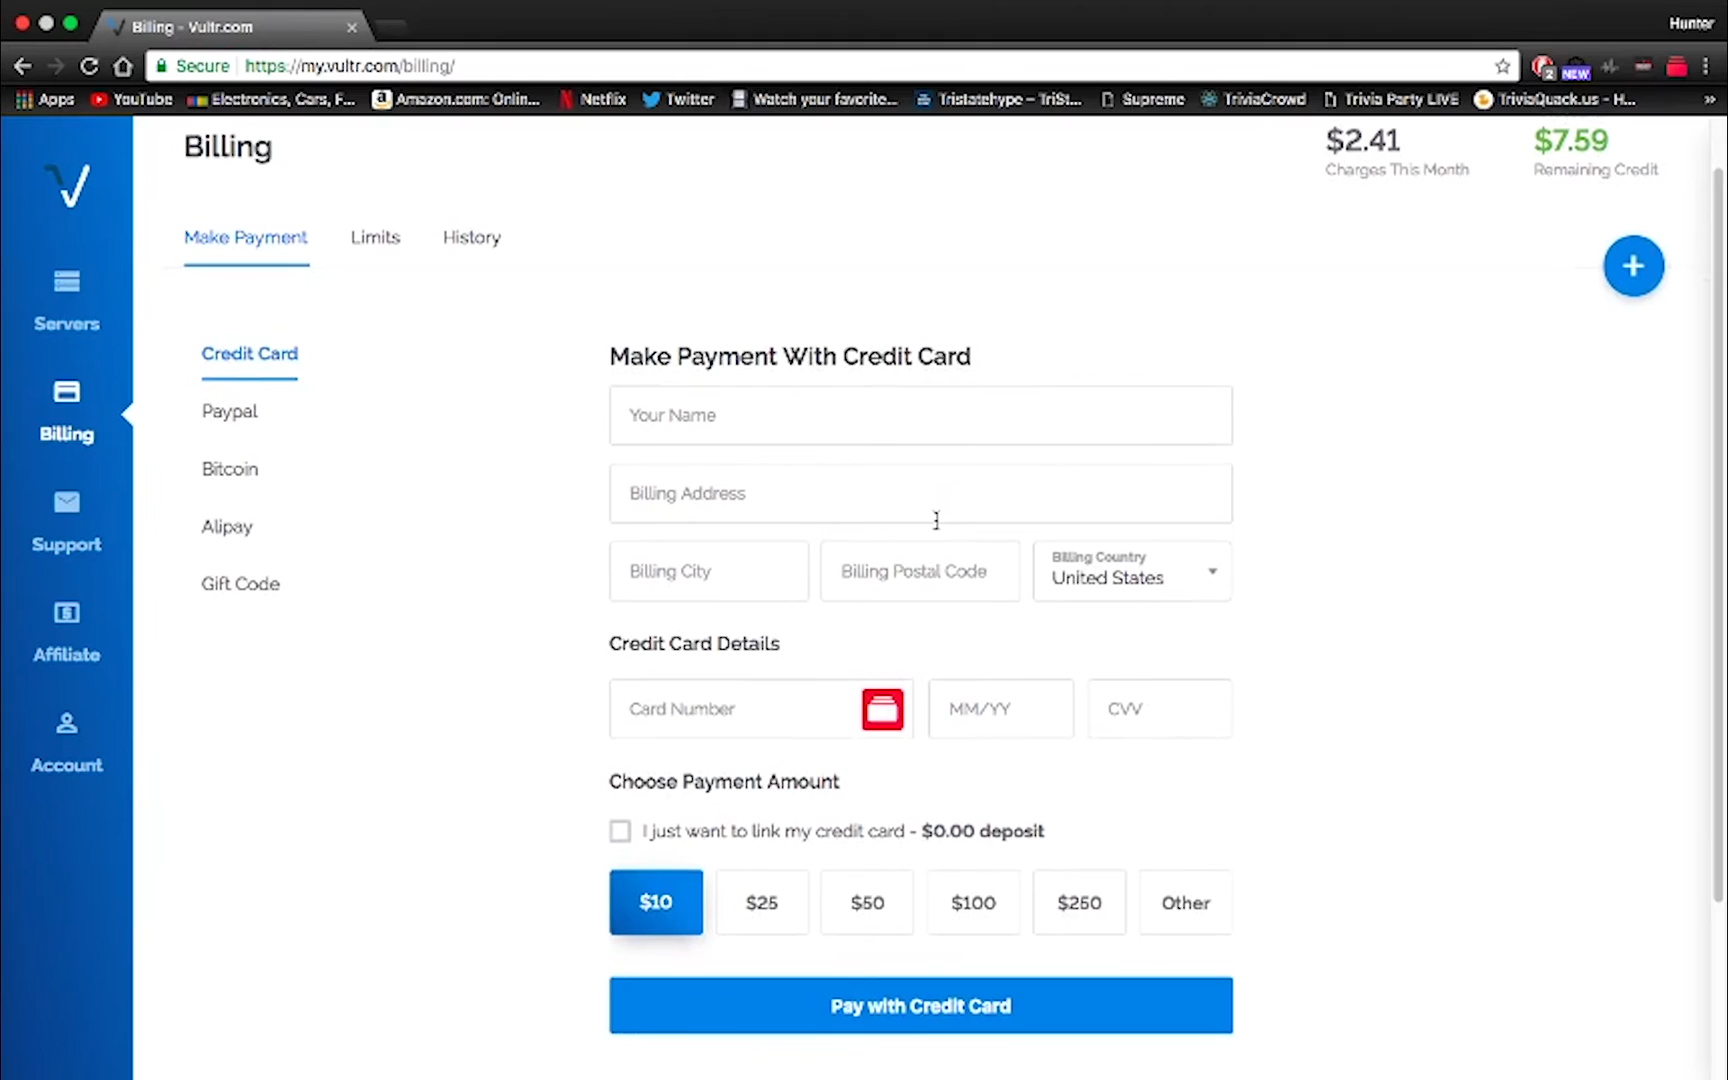 Billing - Vultr.com
Hunter
Secure https://my.vultr.com/billing/
2
NEW
Apps YouTube Electronics, Cars, F... Amazon.com: Onlin... Netflix Twitter Watch your favorite... Tristatehype – TriSt... Supreme TriviaCrowd Trivia Party LIVE TriviaQuack.us - H... »
Billing
$2.41
Charges This Month
$7.59
Remaining Credit
Make Payment
Limits
History
Servers
Billing
Support
Affiliate
Account
Credit Card
Paypal
Bitcoin
Alipay
Gift Code
Make Payment With Credit Card
Your Name
Billing Address
Billing City
Billing Postal Code
Billing Country
United States
Credit Card Details
Card Number
MM/YY
CVV
Choose Payment Amount
I just want to link my credit card - $0.00 deposit
$10
$25
$50
$100
$250
Other
Pay with Credit Card